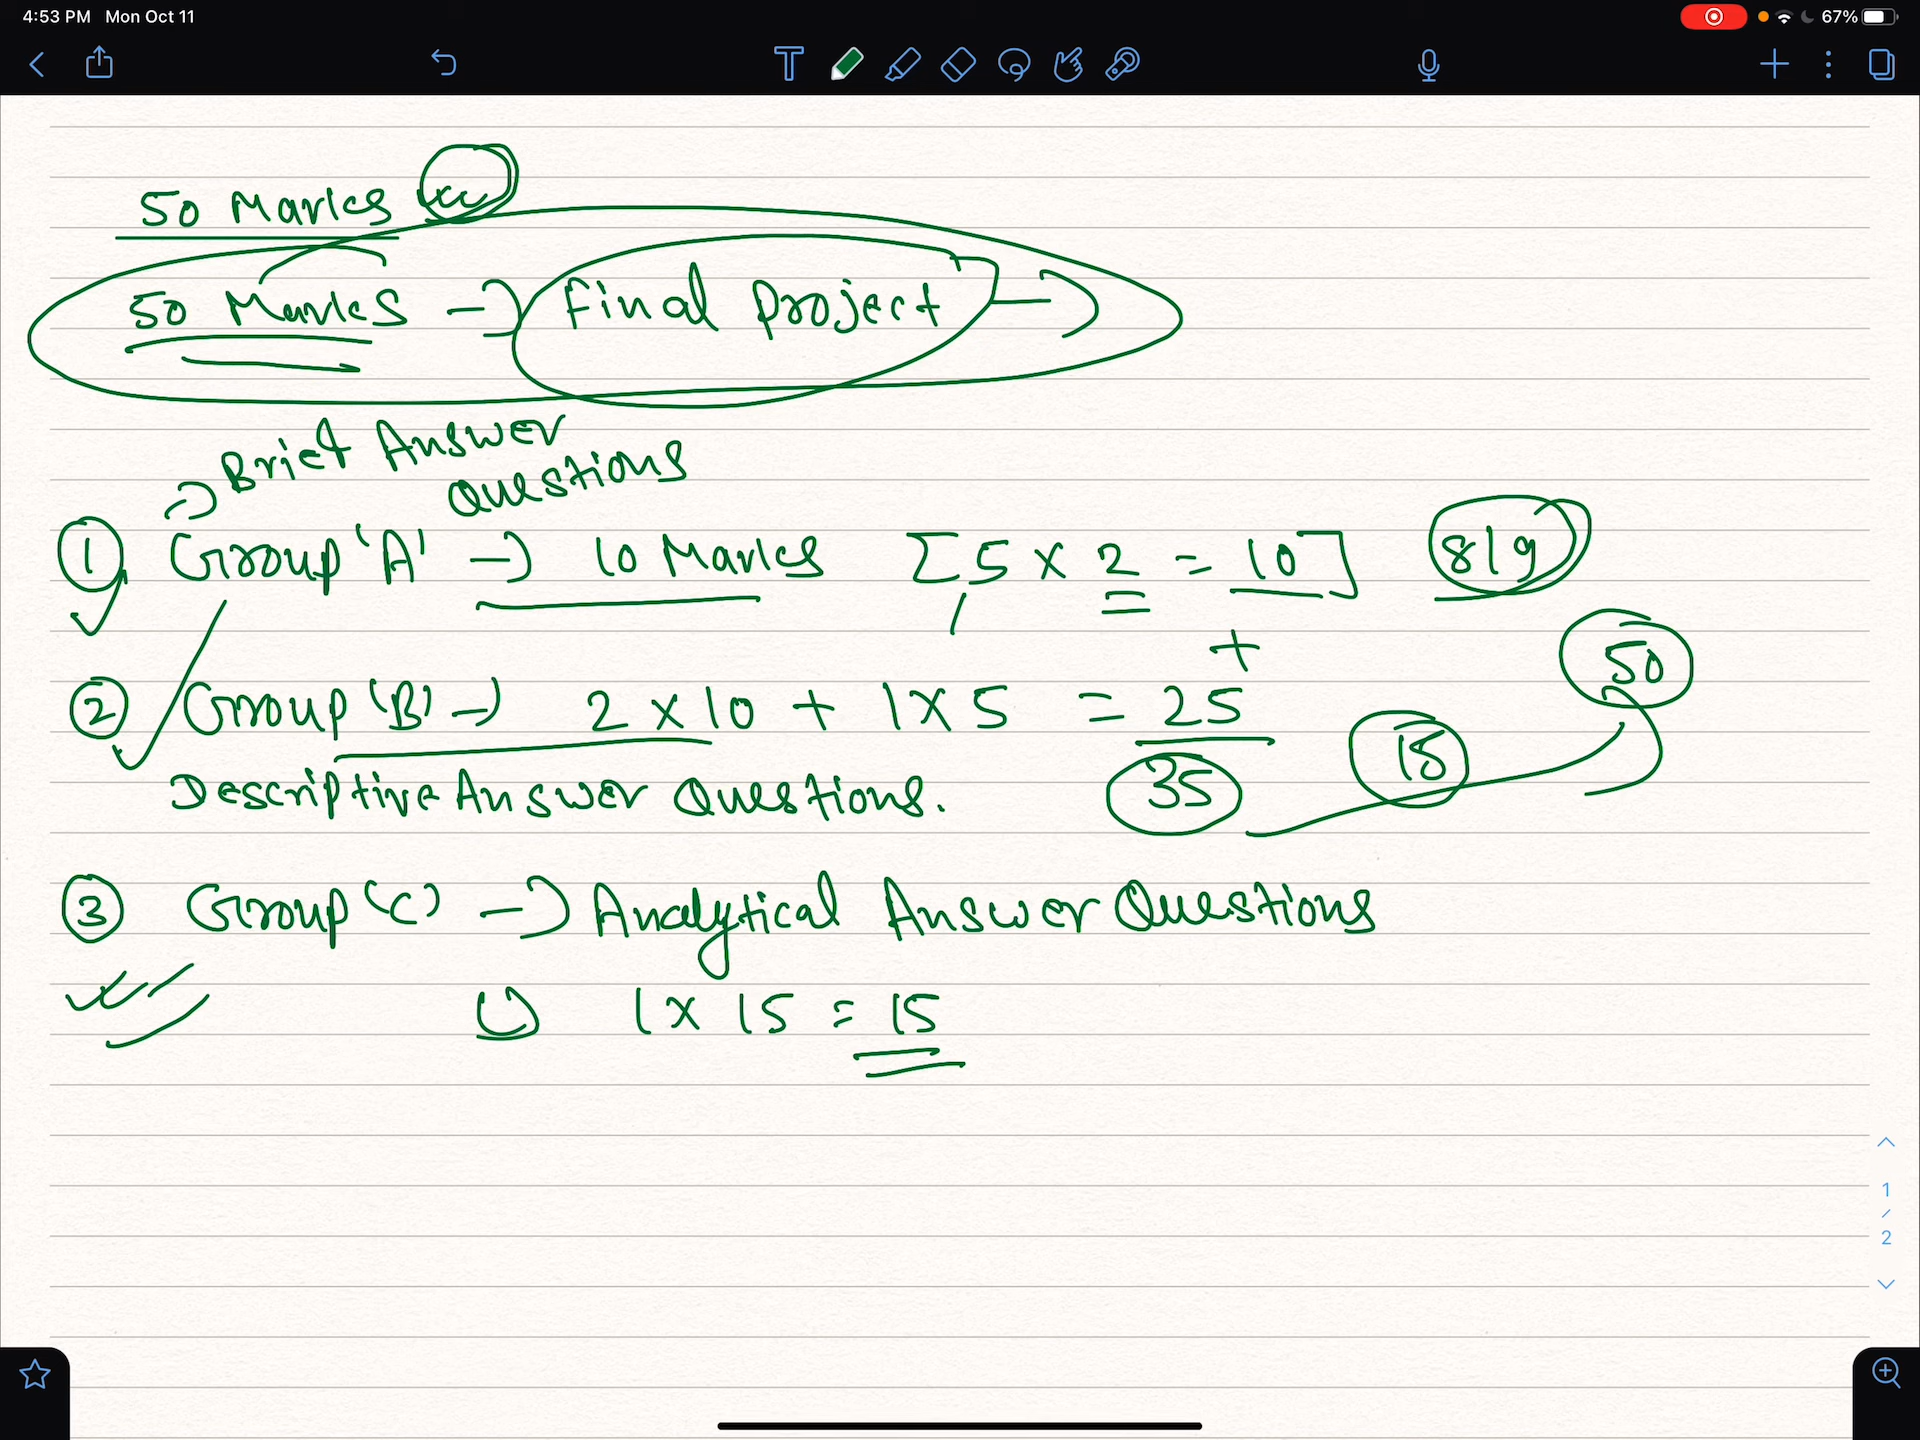 4:53 PM Mon Oct 11
67%
50 Marks
50 Marks → Final project →
→ Brief Answer
Questions
1 Group 'A' → 10 Marks [5 x 2 = 10] 8/9
+
50
2 Group 'B' → 2 x 10 + 1 x 5 = 25
15
Descriptive Answer Questions. 35
3 Group 'C' → Analytical Answer Questions
1 x 15 = 15
1
/
2